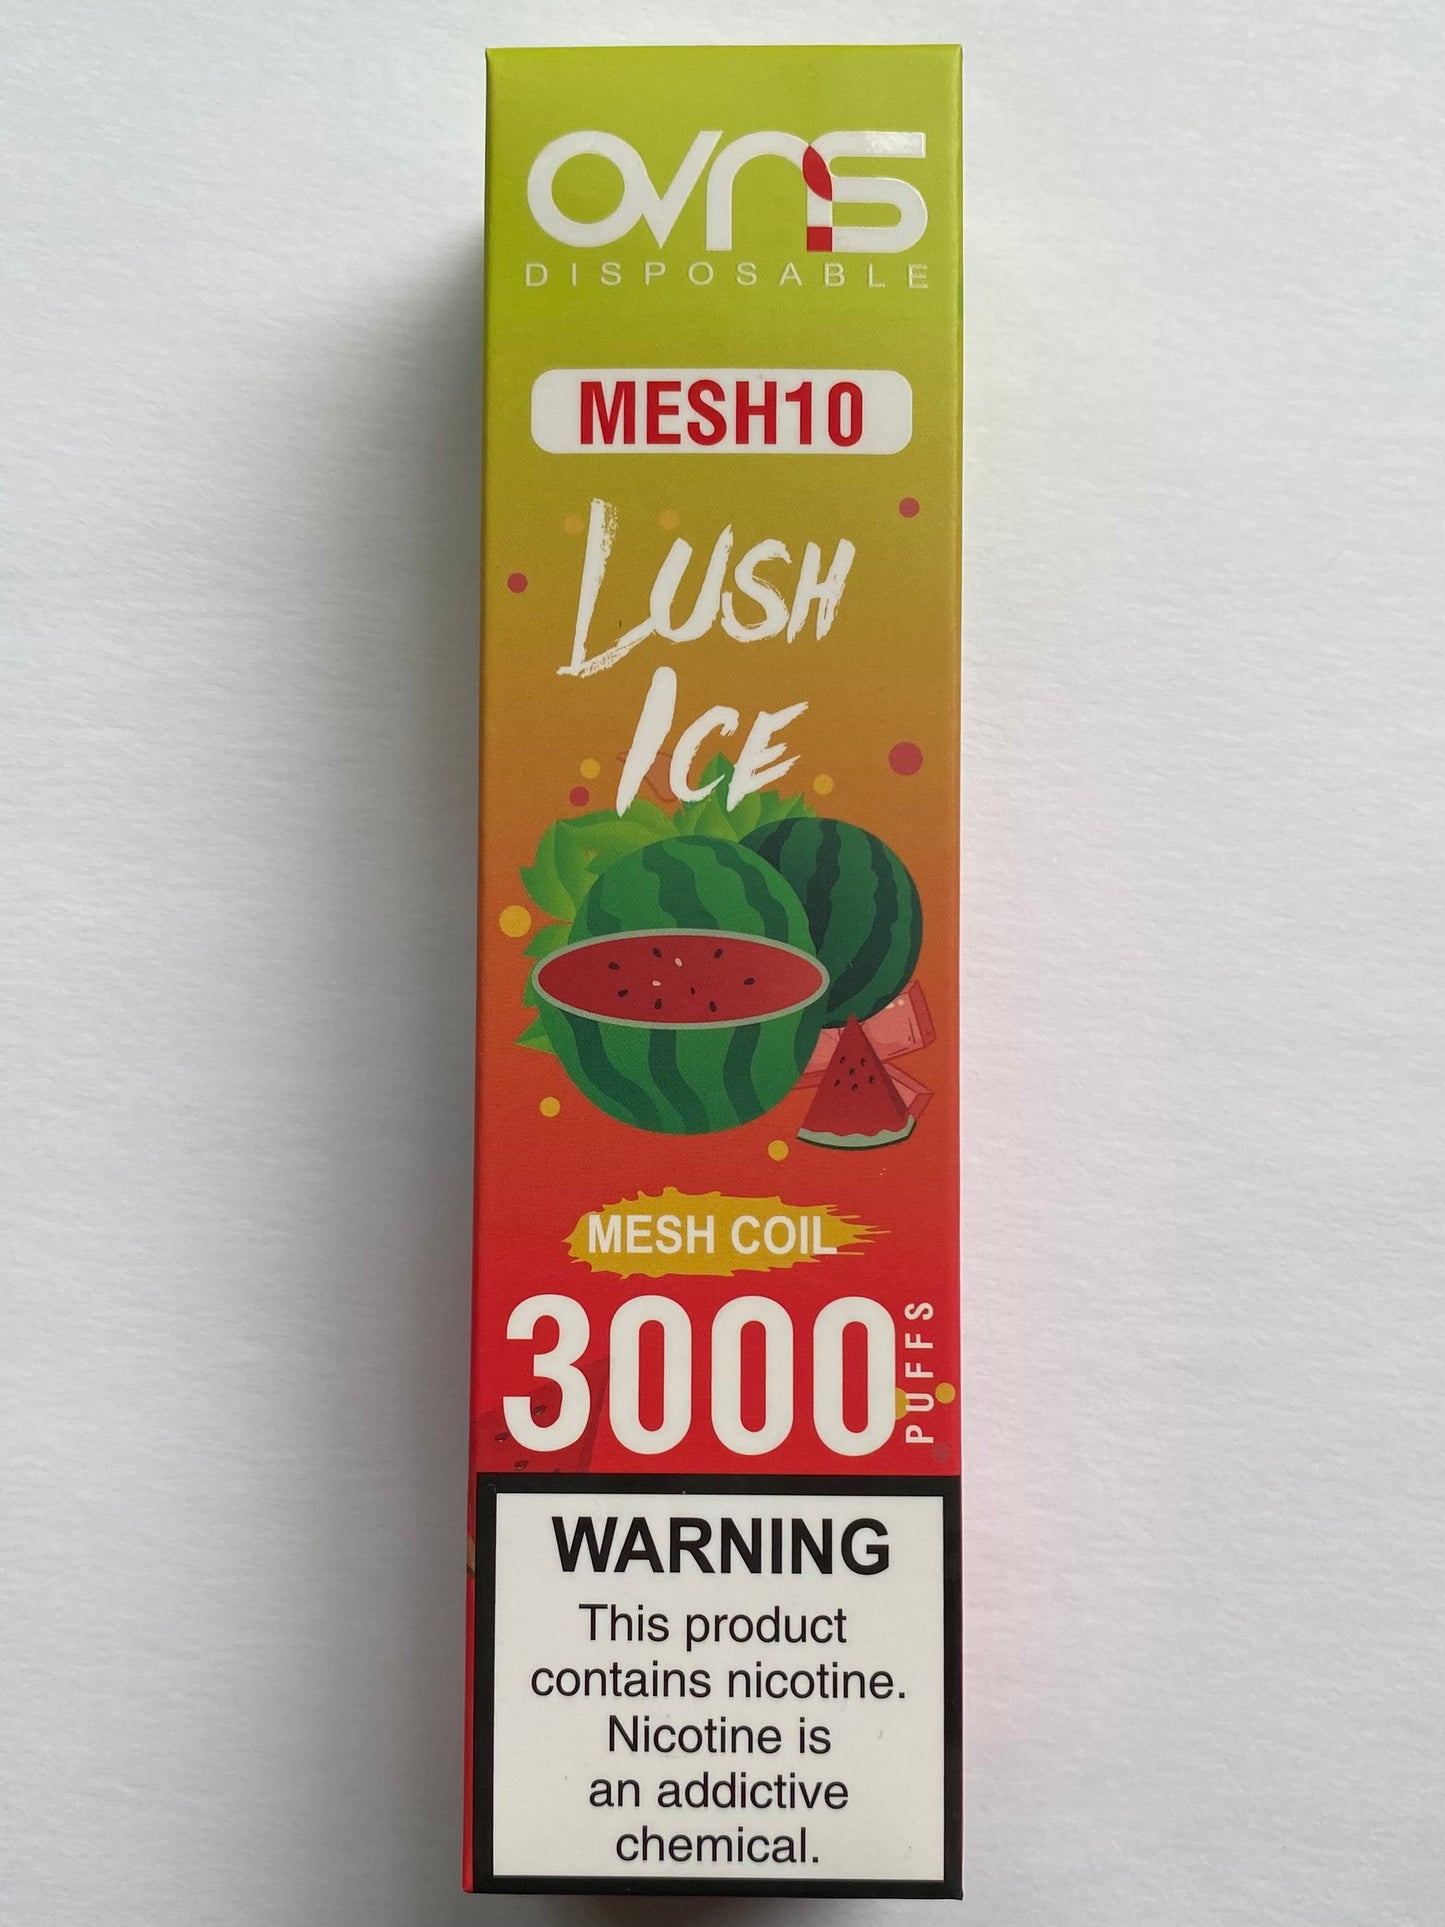 OVNS
DISPOSABLE
MESH10
LUSH
ICE
MESH COIL
3000
PUFFS
WARNING
This product
contains nicotine.
Nicotine is
an addictive
chemical.